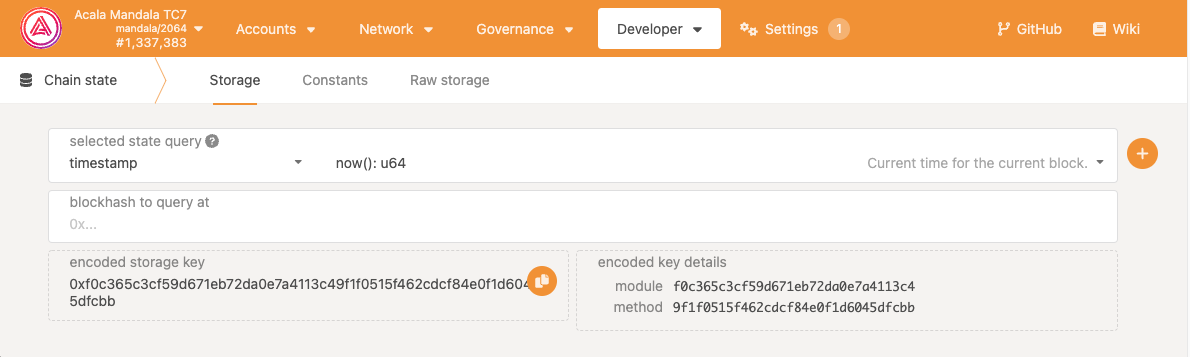 Acala Mandala TC7
mandala/2064
#1,337,383
Accounts
Network
Governance
Developer
Settings
1
GitHub
Wiki
Chain state
Storage
Constants
Raw storage
selected state query ?
timestamp
now(): u64
Current time for the current block.
blockhash to query at
0x...
encoded storage key
0xf0c365c3cf59d671eb72da0e7a4113c49f1f0515f462cdcf84e0f1d604
5dfcbb
encoded key details
module f0c365c3cf59d671eb72da0e7a4113c4
method 9f1f0515f462cdcf84e0f1d6045dfcbb